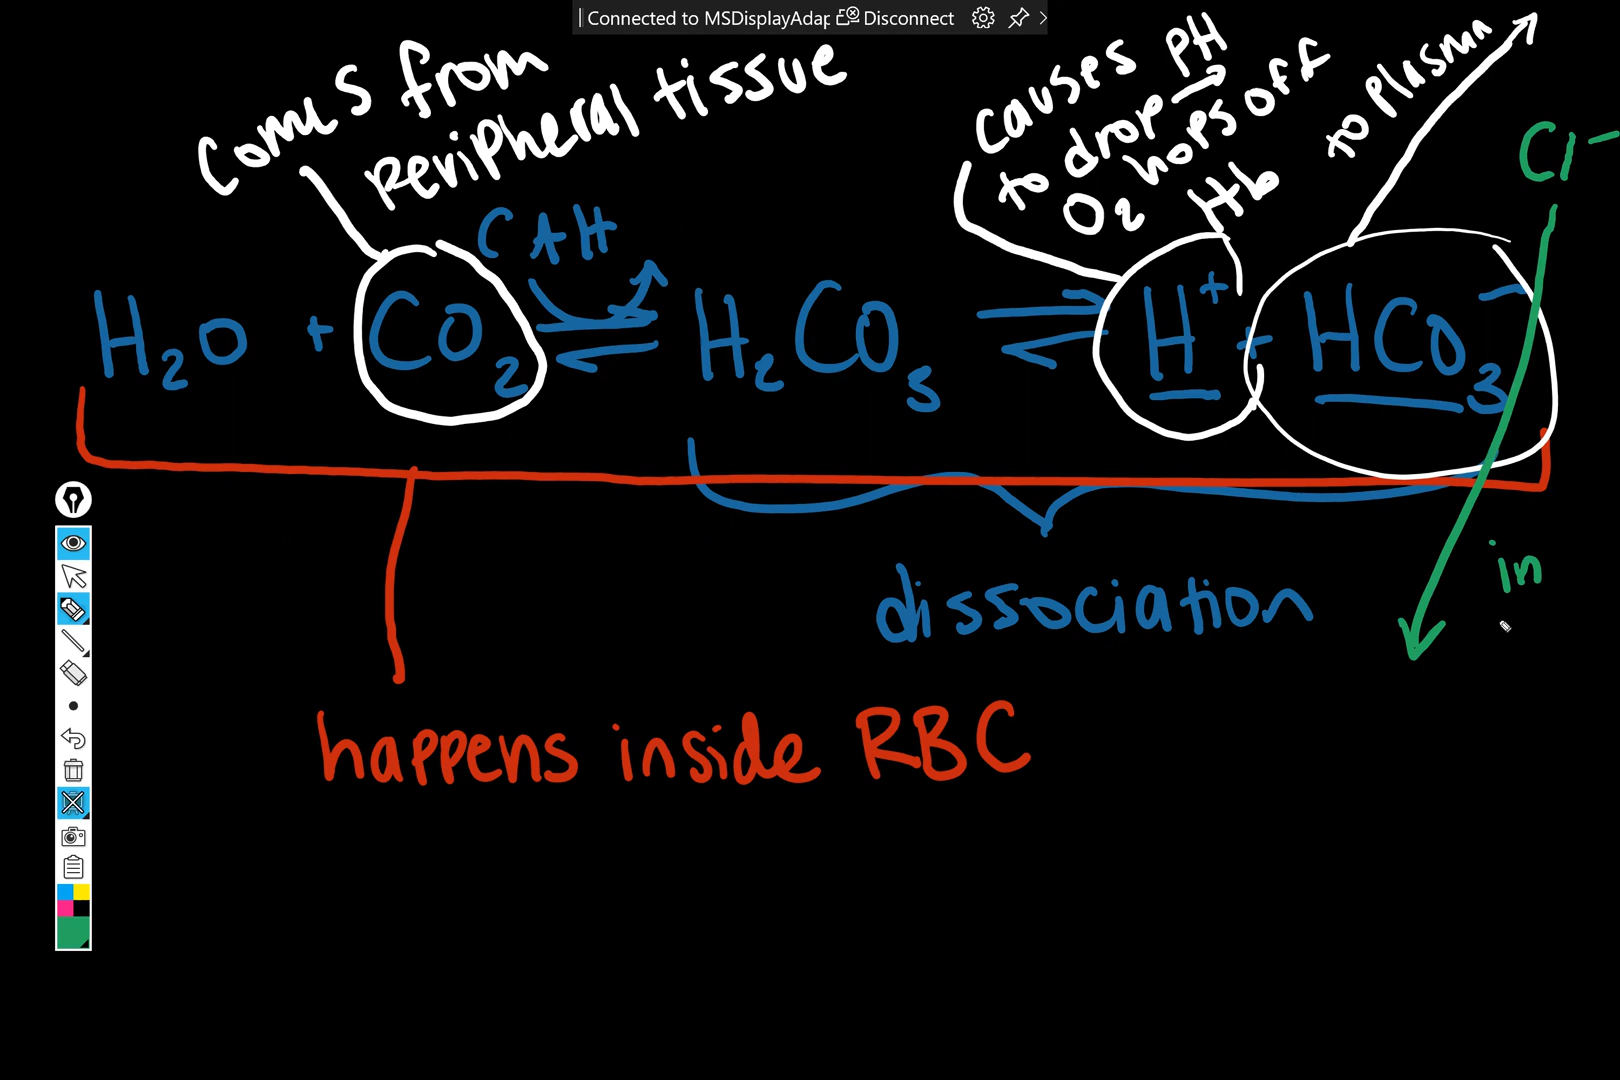 Connected to MSDisplayAdap Disconnect
Comes from
peripheral tissue
causes PH
to drop →
O2 hops off
Hb
to plasma
Cl-
CAH
H2O + CO2 ⇌ H2CO3 ⇌ H+ + HCO3-
in
dissociation
happens inside RBC